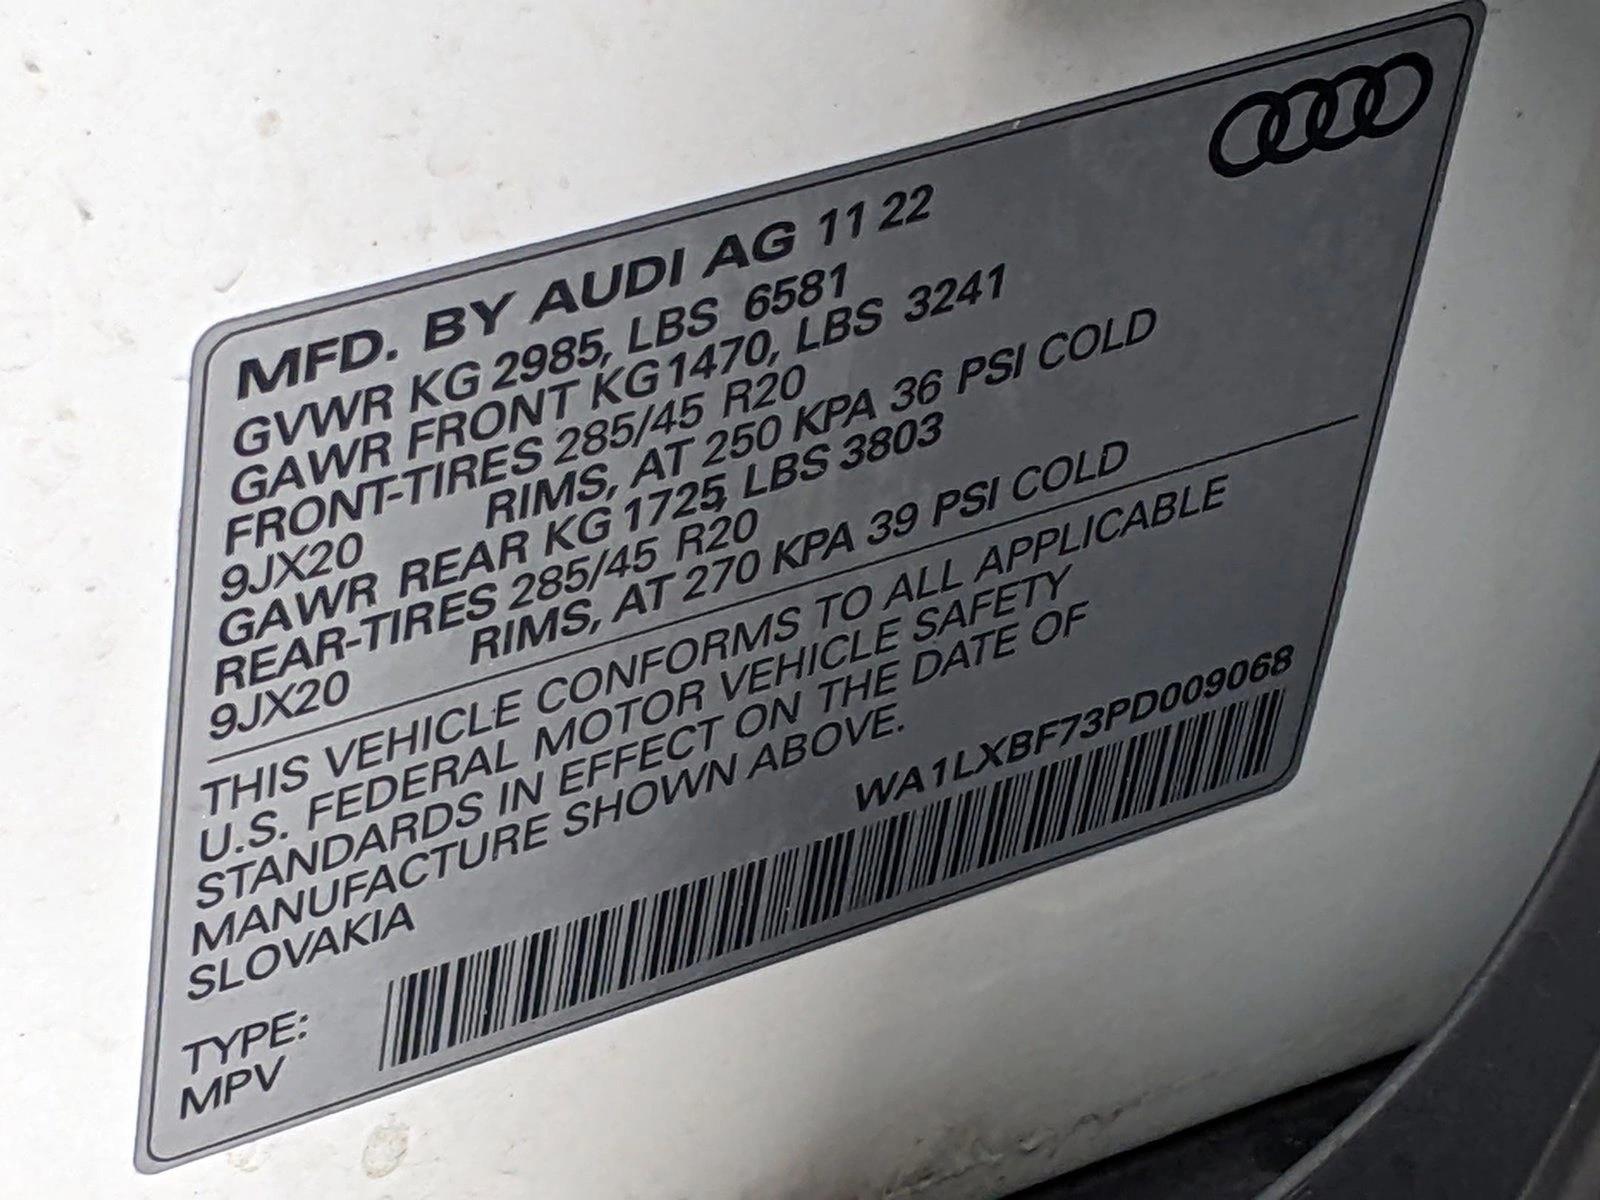 MFD. BY AUDI AG 11 22
GVWR KG 2985, LBS 6581
GAWR FRONT KG 1470, LBS 3241
FRONT-TIRES 285/45 R20
9JX20 RIMS, AT 250 KPA 36 PSI COLD
GAWR REAR KG 1725, LBS 3803
REAR-TIRES 285/45 R20
9JX20 RIMS, AT 270 KPA 39 PSI COLD
THIS VEHICLE CONFORMS TO ALL APPLICABLE
U.S. FEDERAL MOTOR VEHICLE SAFETY
STANDARDS IN EFFECT ON THE DATE OF
MANUFACTURE SHOWN ABOVE.
SLOVAKIA
WA1LXBF73PD009068
TYPE:
MPV